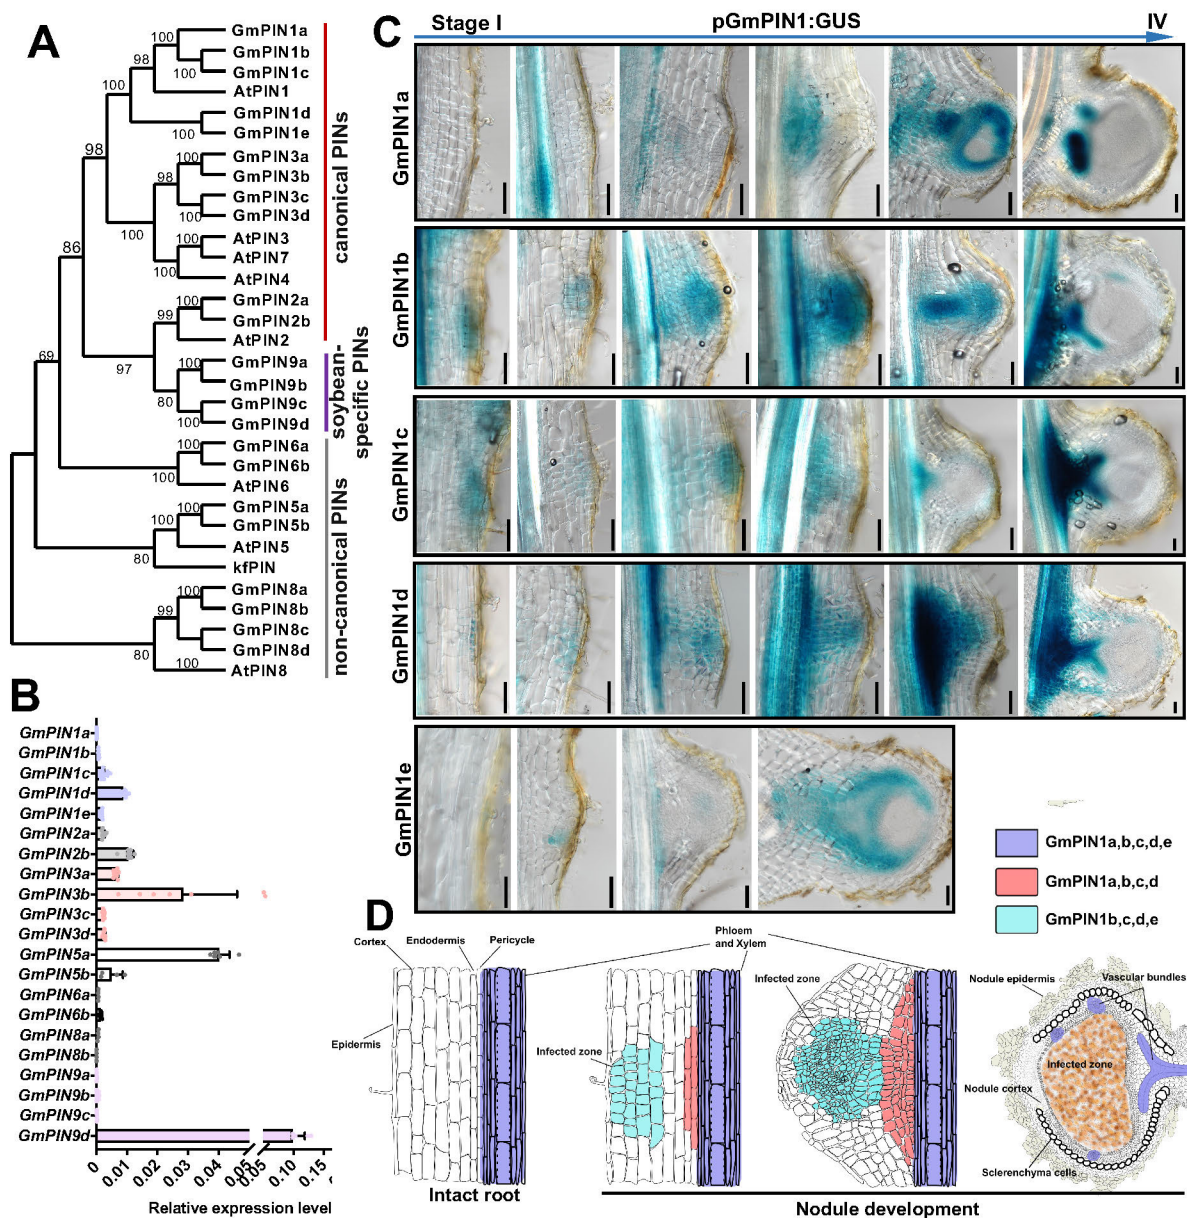 A
GmPIN1a
GmPIN1b
GmPIN1c
AtPIN1
GmPIN1d
GmPIN1e
GmPIN3a
GmPIN3b
GmPIN3c
GmPIN3d
AtPIN3
AtPIN7
AtPIN4
GmPIN2a
GmPIN2b
AtPIN2
GmPIN9a
GmPIN9b
GmPIN9c
GmPIN9d
GmPIN6a
GmPIN6b
AtPIN6
GmPIN5a
GmPIN5b
AtPIN5
kfPIN
GmPIN8a
GmPIN8b
GmPIN8c
GmPIN8d
AtPIN8
100
100
98
100
100
98
100
98
100
100
100
100
86
100
99
97
100
80
100
69
100
100
100
100
80
100
99
80
100
canonical PINs
soybean-
specific PINs
non-canonical PINs
B
GmPIN1a
GmPIN1b
GmPIN1c
GmPIN1d
GmPIN1e
GmPIN2a
GmPIN2b
GmPIN3a
GmPIN3b
GmPIN3c
GmPIN3d
GmPIN5a
GmPIN5b
GmPIN6a
GmPIN6b
GmPIN8a
GmPIN8b
GmPIN9a
GmPIN9b
GmPIN9c
GmPIN9d
0
0.01
0.02
0.03
0.04
0.05
0.05
0.10
0.15
Relative expression level
C
Stage I
pGmPIN1:GUS
IV
GmPIN1a
GmPIN1b
GmPIN1c
GmPIN1d
GmPIN1e
GmPIN1a,b,c,d,e
GmPIN1a,b,c,d
GmPIN1b,c,d,e
D
Cortex
Endodermis
Pericycle
Phloem
and Xylem
Epidermis
Infected zone
Infected zone
Nodule epidermis
Vascular bundles
Infected zone
Nodule cortex
Sclerenchyma cells
Intact root
Nodule development